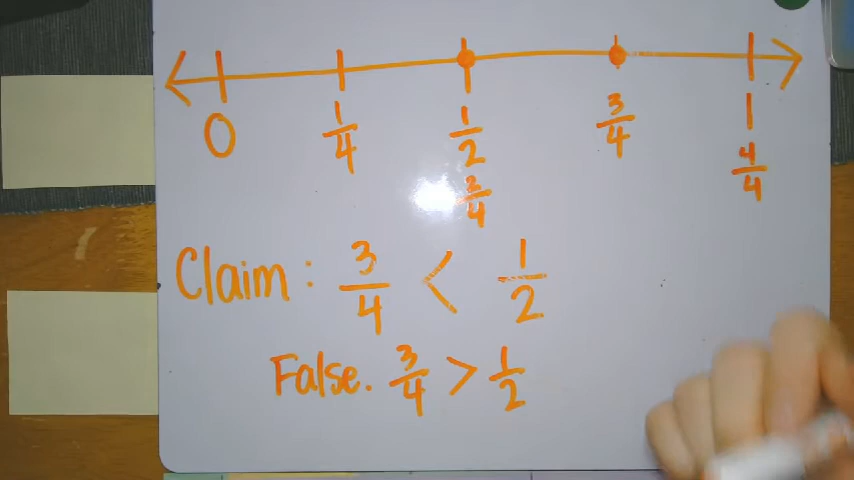 0 1/4 1/2 3/4 1
2/4 4/4
Claim: 3/4 < 1/2
False. 3/4 > 1/2